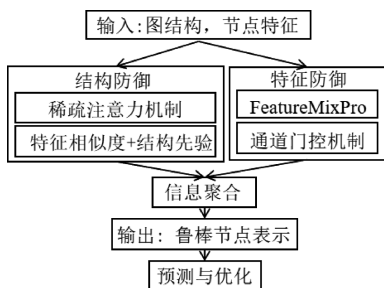 输入:图结构，节点特征
结构防御
稀疏注意力机制
特征相似度+结构先验
特征防御
FeatureMixPro
通道门控机制
信息聚合
输出：鲁棒节点表示
预测与优化